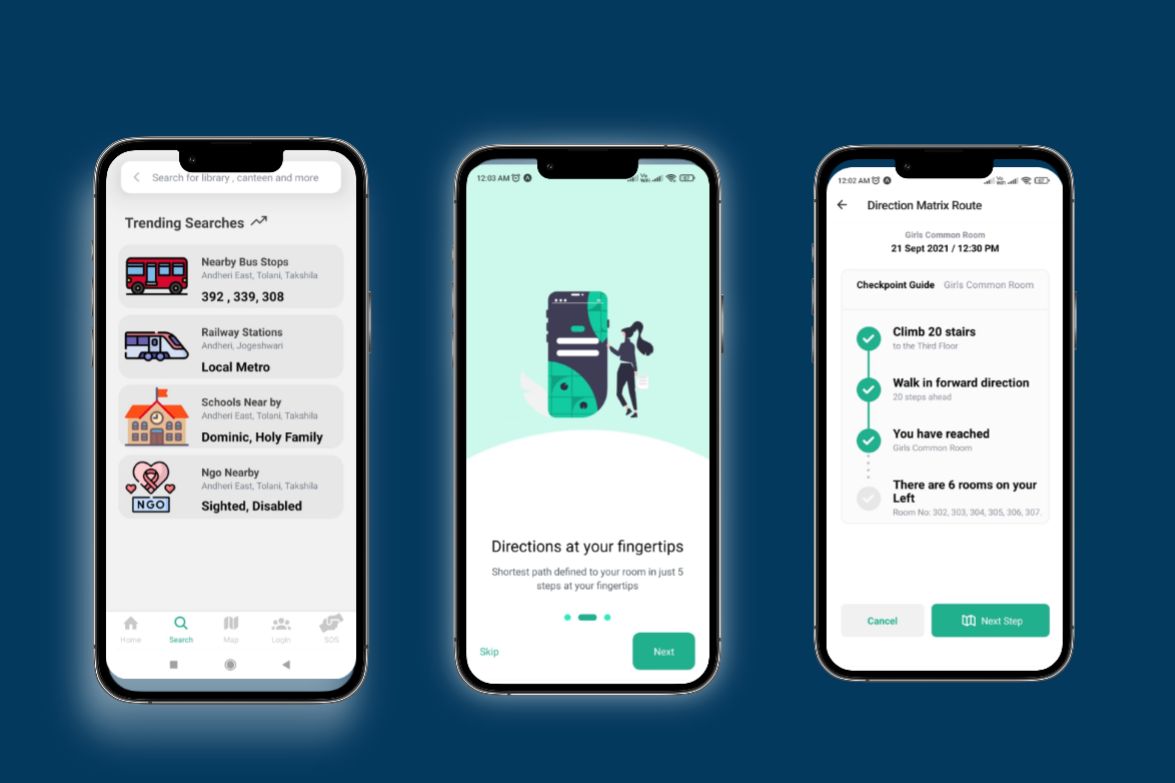 Search for library , canteen and more
Trending Searches
Nearby Bus Stops
Andheri East, Tolani, Takshila
392 , 339, 308
Railway Stations
Andheri, Jogeshwari
Local Metro
Schools Near by
Andheri East, Tolani, Takshila
Dominic, Holy Family
Ngo Nearby
Andheri East, Tolani, Takshila
NGO
Sighted, Disabled
Home
Search
Map
Login
SOS
12:03 AM
Directions at your fingertips
Shortest path defined to your room in just 5
steps at your fingertips
Skip
Next
12:02 AM
Direction Matrix Route
Girls Common Room
21 Sept 2021 / 12:30 PM
Checkpoint Guide Girls Common Room
Climb 20 stairs
to the Third Floor
Walk in forward direction
20 steps ahead
You have reached
Girls Common Room
There are 6 rooms on your
Left
Room No: 302, 303, 304, 305, 306, 307.
Cancel
Next Step